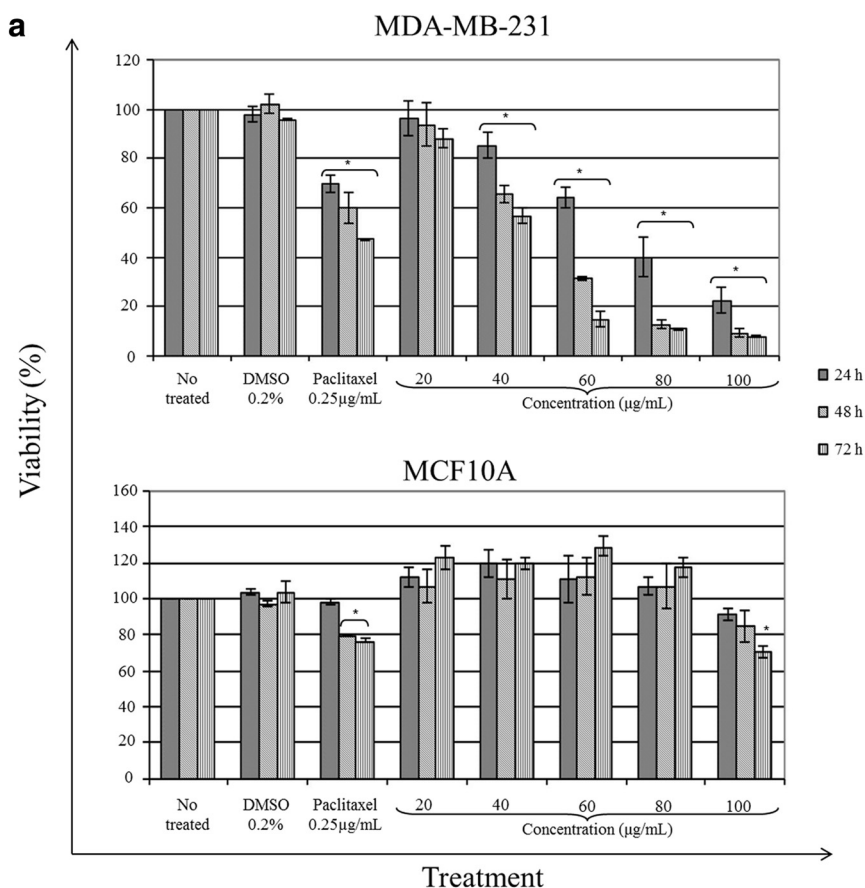 a
MDA-MB-231
120
100
80
60
40
20
0
* * * * *
No treated
DMSO 0.2%
Paclitaxel 0.25µg/mL
20 40 60 80 100
Concentration (µg/mL)
Viability (%)
24 h
48 h
72 h
MCF10A
160
140
120
100
80
60
40
20
0
* *
No treated
DMSO 0.2%
Paclitaxel 0.25µg/mL
20 40 60 80 100
Concentration (µg/mL)
Treatment